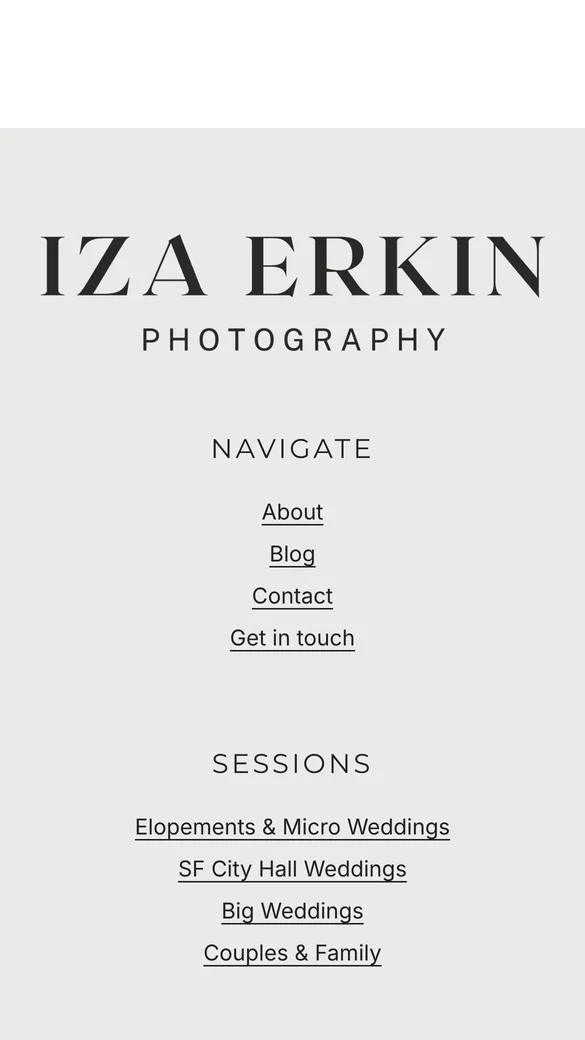 IZA ERKIN
PHOTOGRAPHY
NAVIGATE
About
Blog
Contact
Get in touch
SESSIONS
Elopements & Micro Weddings
SF City Hall Weddings
Big Weddings
Couples & Family